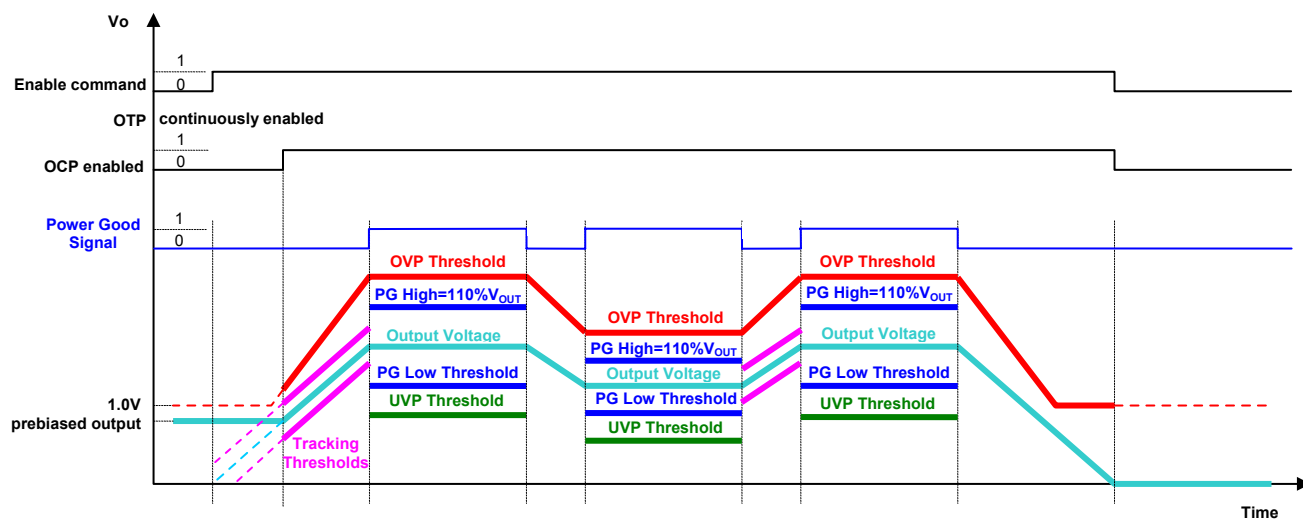 Vo
1
Enable command
0
OTP continuously enabled
1
OCP enabled
0
Power Good
Signal
1
0
OVP Threshold
OVP Threshold
PG High=110%VOUT
PG High=110%VOUT
OVP Threshold
Output Voltage
Output Voltage
PG High=110%VOUT
Output Voltage
PG Low Threshold
PG Low Threshold
PG Low Threshold
1.0V
prebiased output
UVP Threshold
UVP Threshold
UVP Threshold
Tracking
Thresholds
Time